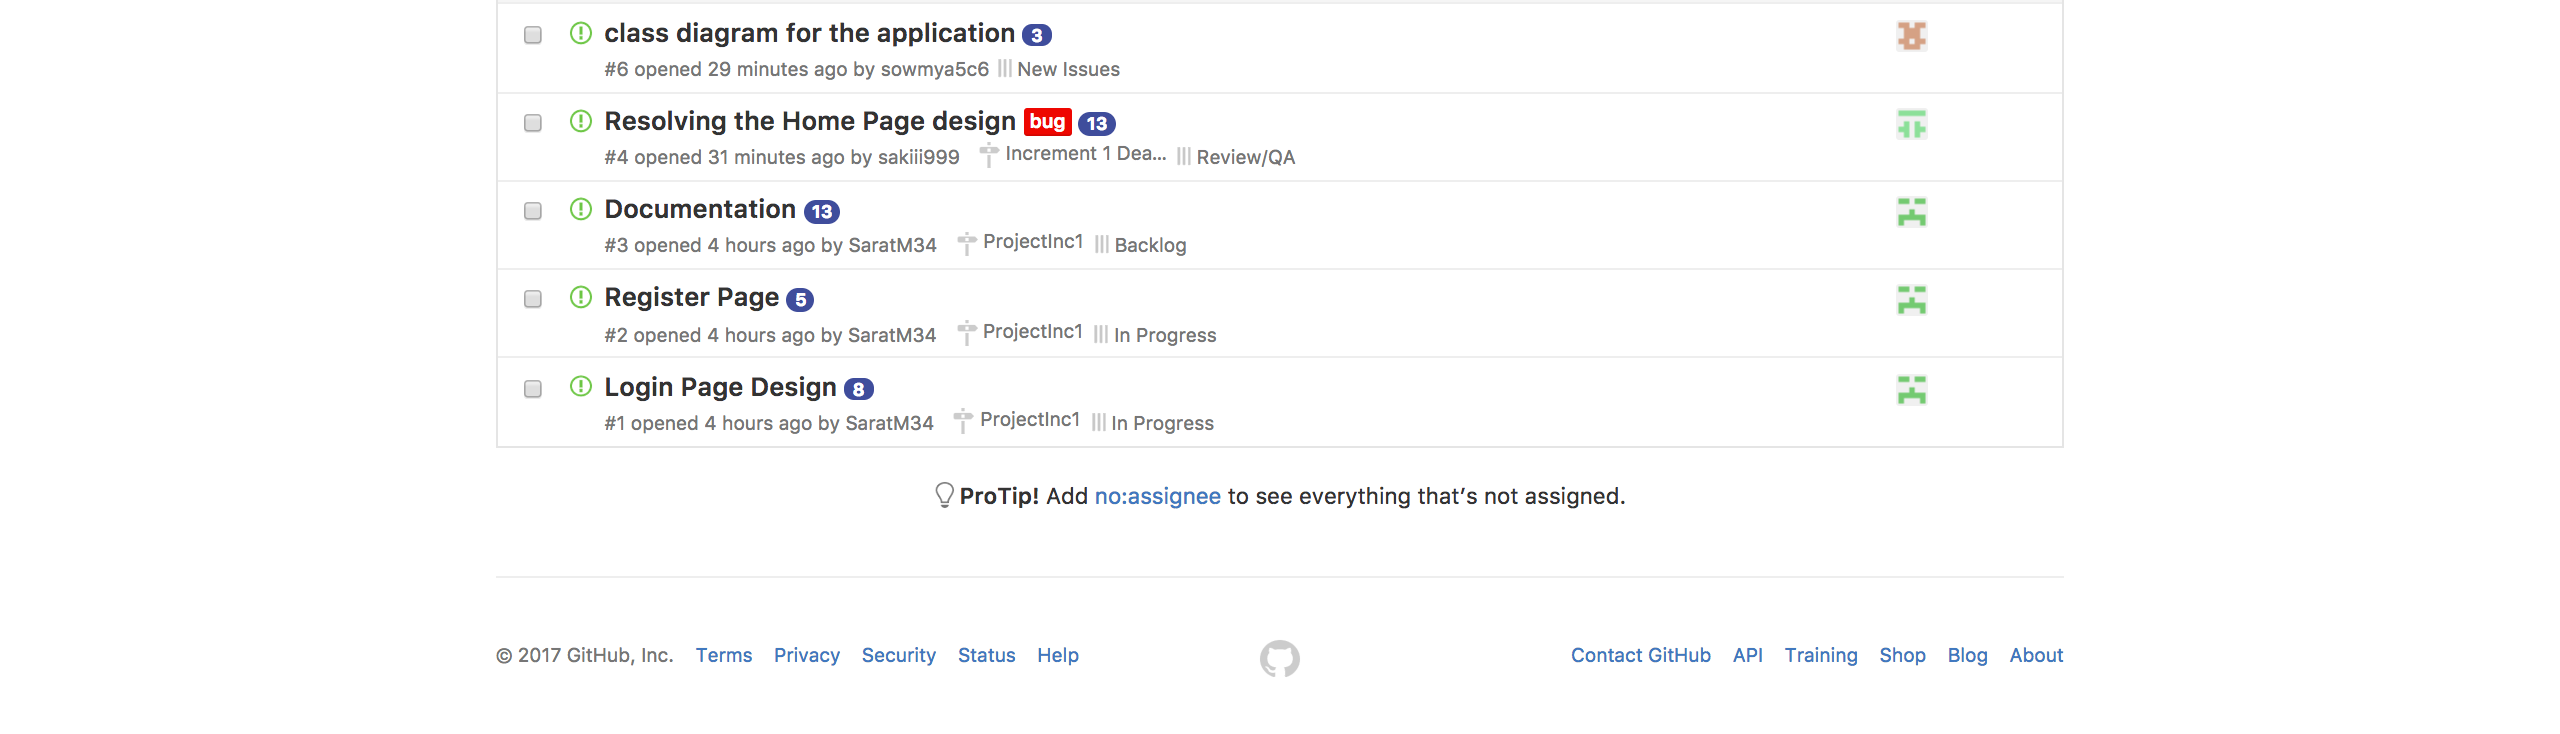 class diagram for the application 3
#6 opened 29 minutes ago by sowmya5c6 New Issues
Resolving the Home Page design bug 13
#4 opened 31 minutes ago by sakiii999 Increment 1 Dea... Review/QA
Documentation 13
#3 opened 4 hours ago by SaratM34 ProjectInc1 Backlog
Register Page 5
#2 opened 4 hours ago by SaratM34 ProjectInc1 In Progress
Login Page Design 8
#1 opened 4 hours ago by SaratM34 ProjectInc1 In Progress
ProTip! Add no:assignee to see everything that’s not assigned.
© 2017 GitHub, Inc. Terms Privacy Security Status Help Contact GitHub API Training Shop Blog About